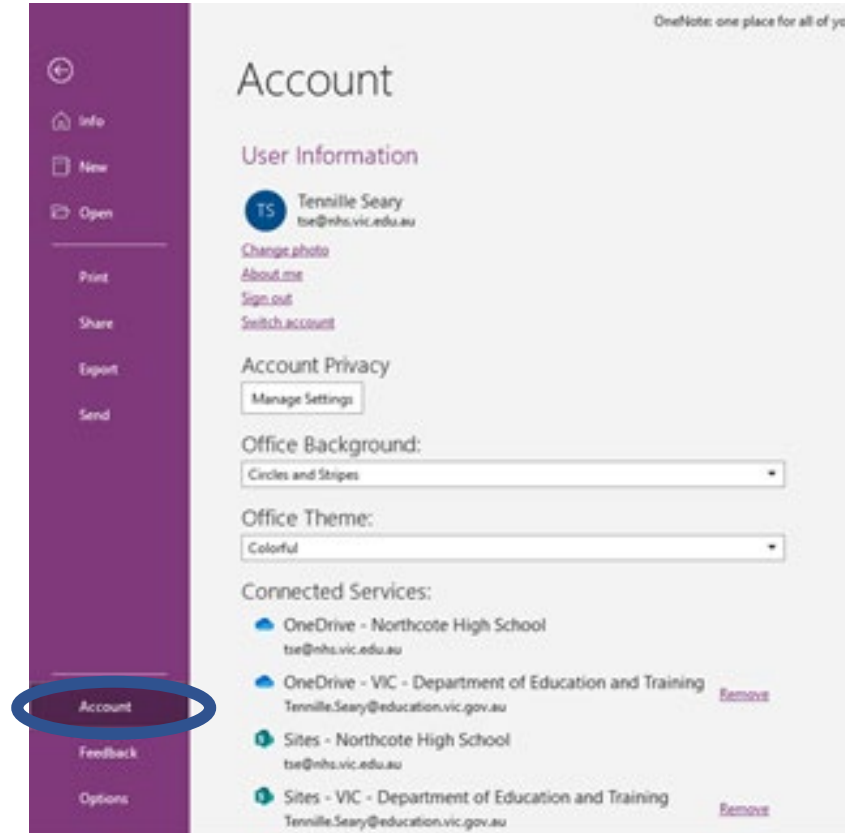 OneNote: one place for all of
Account
Info
New
Open
Print
Share
Export
Send
Account
Feedback
Options
User Information
TS
Tennille Seary
tse@nhs.vic.edu.au
Change photo
About me
Sign out
Switch account
Account Privacy
Manage Settings
Office Background:
Circles and Stripes
Office Theme:
Colorful
Connected Services:
OneDrive - Northcote High School
tse@nhs.vic.edu.au
OneDrive - VIC - Department of Education and Training
Remove
Tennille.Seary@education.vic.gov.au
Sites - Northcote High School
tse@nhs.vic.edu.au
Sites - VIC - Department of Education and Training
Remove
Tennille.Seary@education.vic.gov.au